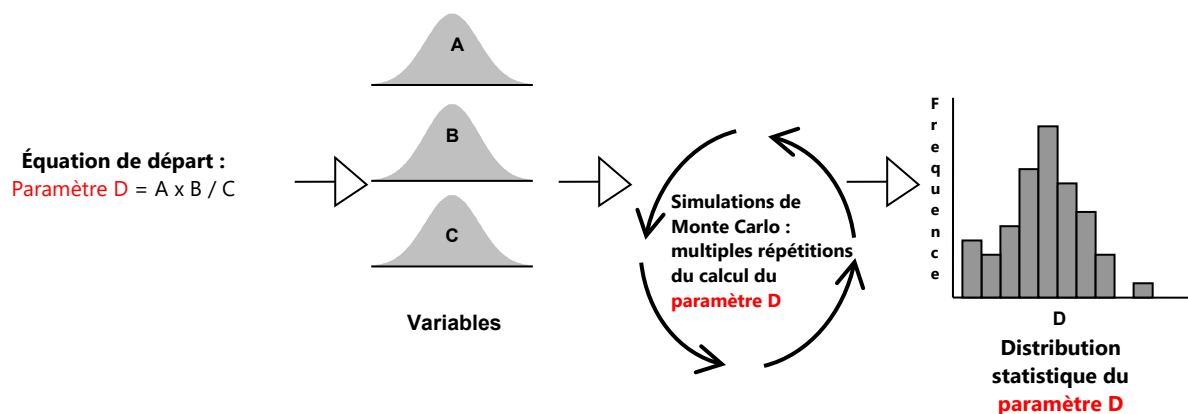 Équation de départ :
Paramètre D = A x B / C
A
B
C
Variables
Simulations de
Monte Carlo :
multiples répétitions
du calcul du
paramètre D
Frequence
D
Distribution
statistique du
paramètre D